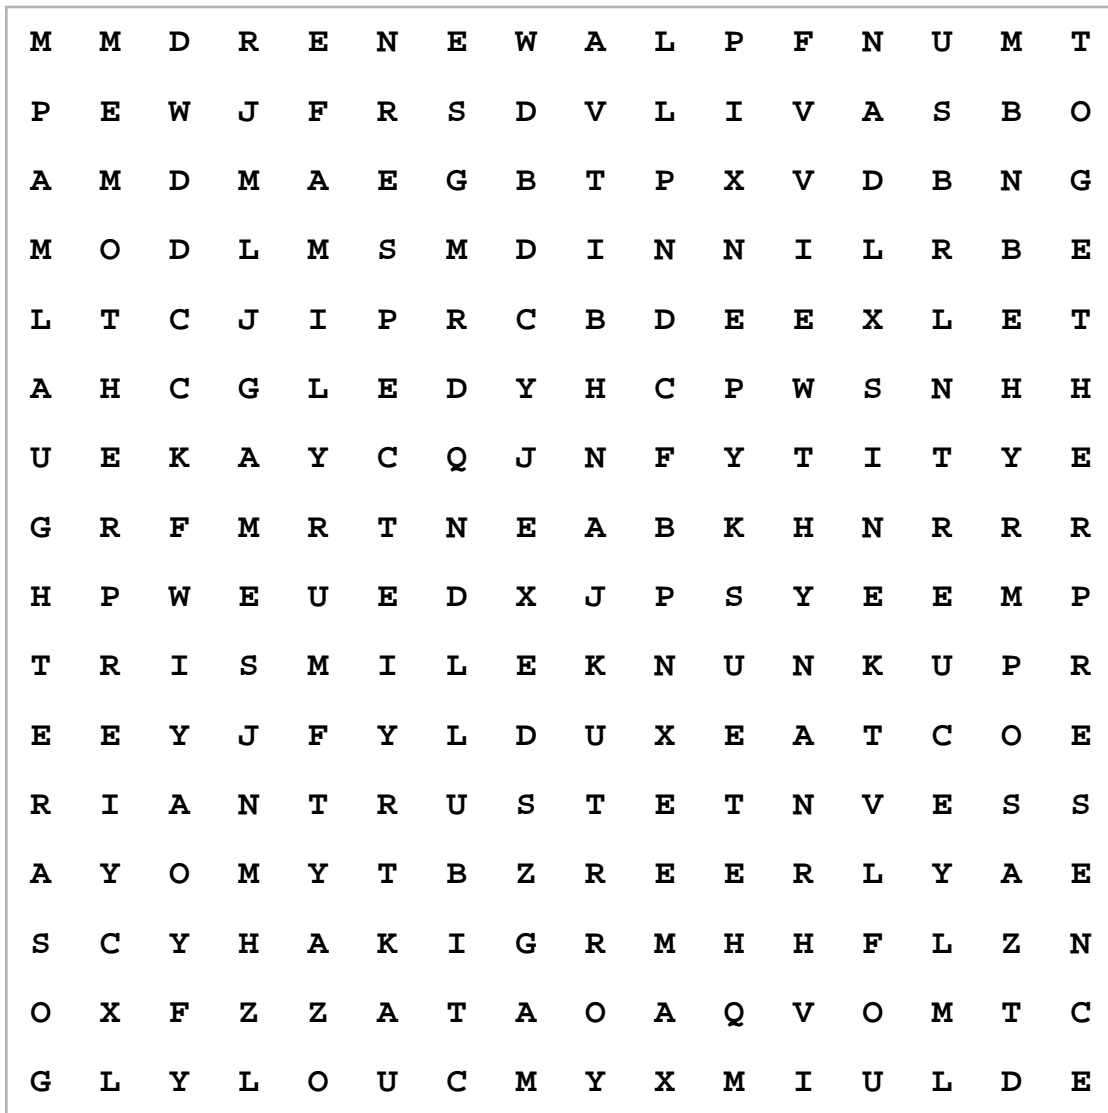 M M D R E N E W A L P F N U M T
P E W J F R S D V L I V A S B O
A M D M A E G B T P X V D B N G
M O D L M S M D I N N I L R B E
L T C J I P R C B D E E X L E T
A H C G L E D Y H C P W S N H H
U E K A Y C Q J N F Y T I T Y E
G R F M R T N E A B K H N R R R
H P W E U E D X J P S Y E E M P
T R I S M I L E K N U N K U P R
E E Y J F Y L D U X E A T C O E
R I A N T R U S T E T N V E S S
A Y O M Y T B Z R E E R L Y A E
S C Y H A K I G R M H H F L Z N
O X F Z Z A T A O A Q V O M T C
G L Y L O U C M Y X M I U L D E